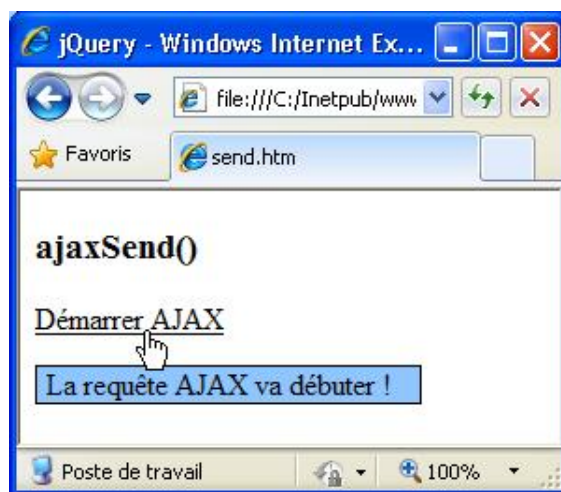 jQuery - Windows Internet Ex...
file:///C:/Inetpub/www
Favoris
send.htm
ajaxSend()
Démarrer AJAX
La requête AJAX va débuter !
Poste de travail
100%